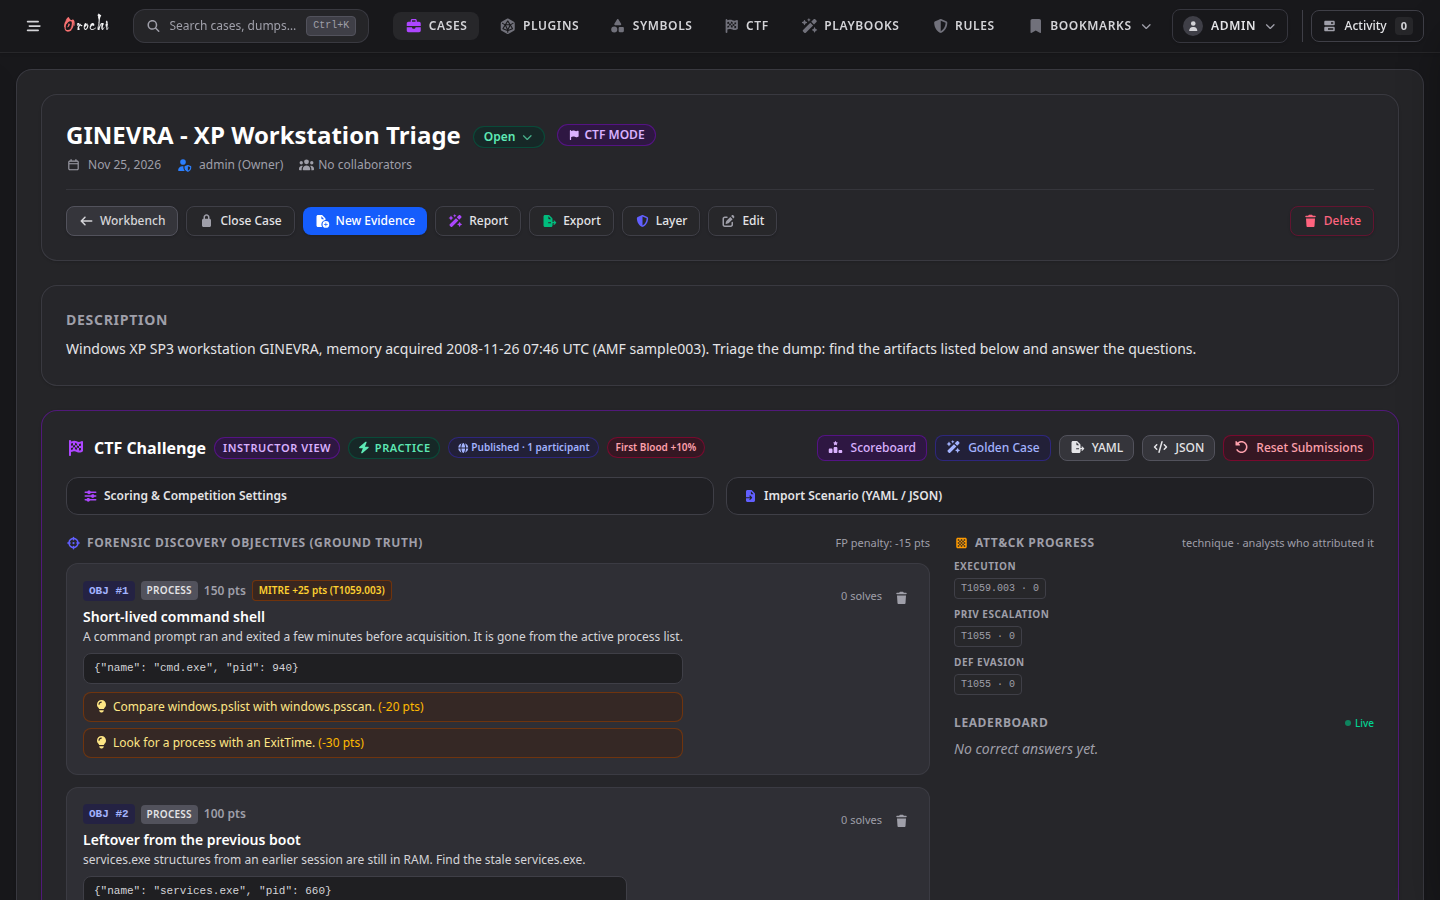 Orochi Search cases, dumps... Ctrl+K CASES PLUGINS SYMBOLS CTF PLAYBOOKS RULES BOOKMARKS ADMIN Activity 0
GINEVRA - XP Workstation Triage Open CTF MODE
Nov 25, 2026 admin (Owner) No collaborators
Workbench Close Case New Evidence Report Export Layer Edit Delete
DESCRIPTION
Windows XP SP3 workstation GINEVRA, memory acquired 2008-11-26 07:46 UTC (AMF sample003). Triage the dump: find the artifacts listed below and answer the questions.
CTF Challenge INSTRUCTOR VIEW PRACTICE Published · 1 participant First Blood +10% Scoreboard Golden Case YAML JSON Reset Submissions
Scoring & Competition Settings Import Scenario (YAML / JSON)
FORENSIC DISCOVERY OBJECTIVES (GROUND TRUTH) FP penalty: -15 pts
OBJ #1 PROCESS 150 pts MITRE +25 pts (T1059.003) 0 solves
Short-lived command shell
A command prompt ran and exited a few minutes before acquisition. It is gone from the active process list.
{"name": "cmd.exe", "pid": 940}
Compare windows.pslist with windows.psscan. (-20 pts)
Look for a process with an ExitTime. (-30 pts)
OBJ #2 PROCESS 100 pts 0 solves
Leftover from the previous boot
services.exe structures from an earlier session are still in RAM. Find the stale services.exe.
{"name": "services.exe", "pid": 660}
ATT&CK PROGRESS technique · analysts who attributed it
EXECUTION
T1059.003 · 0
PRIV ESCALATION
T1055 · 0
DEF EVASION
T1055 · 0
LEADERBOARD Live
No correct answers yet.